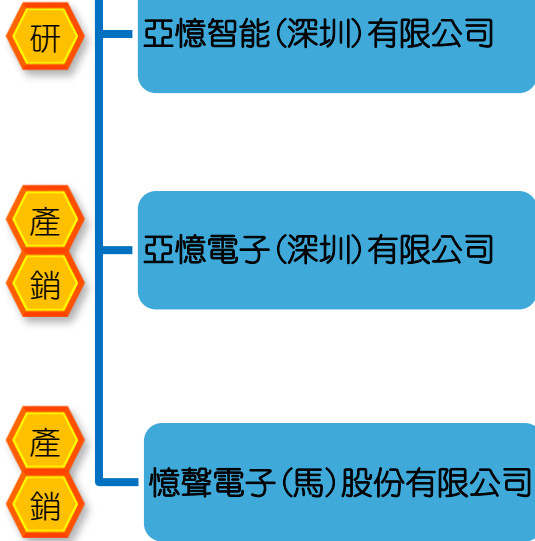 研
亞憶智能(深圳)有限公司
產
銷
亞憶電子(深圳)有限公司
產
銷
憶聲電子(馬)股份有限公司